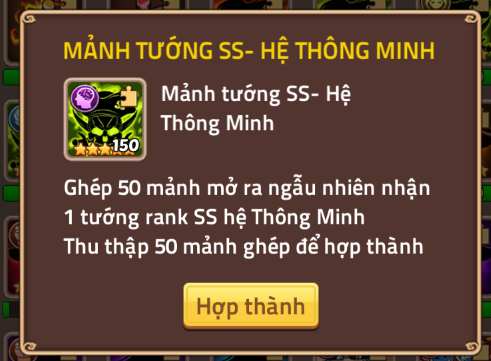 MẢNH TƯỚNG SS- HỆ THÔNG MINH
Mảnh tướng SS- Hệ
Thông Minh
150
Ghép 50 mảnh mở ra ngẫu nhiên nhận
1 tướng rank SS hệ Thông Minh
Thu thập 50 mảnh ghép để hợp thành
Hợp thành